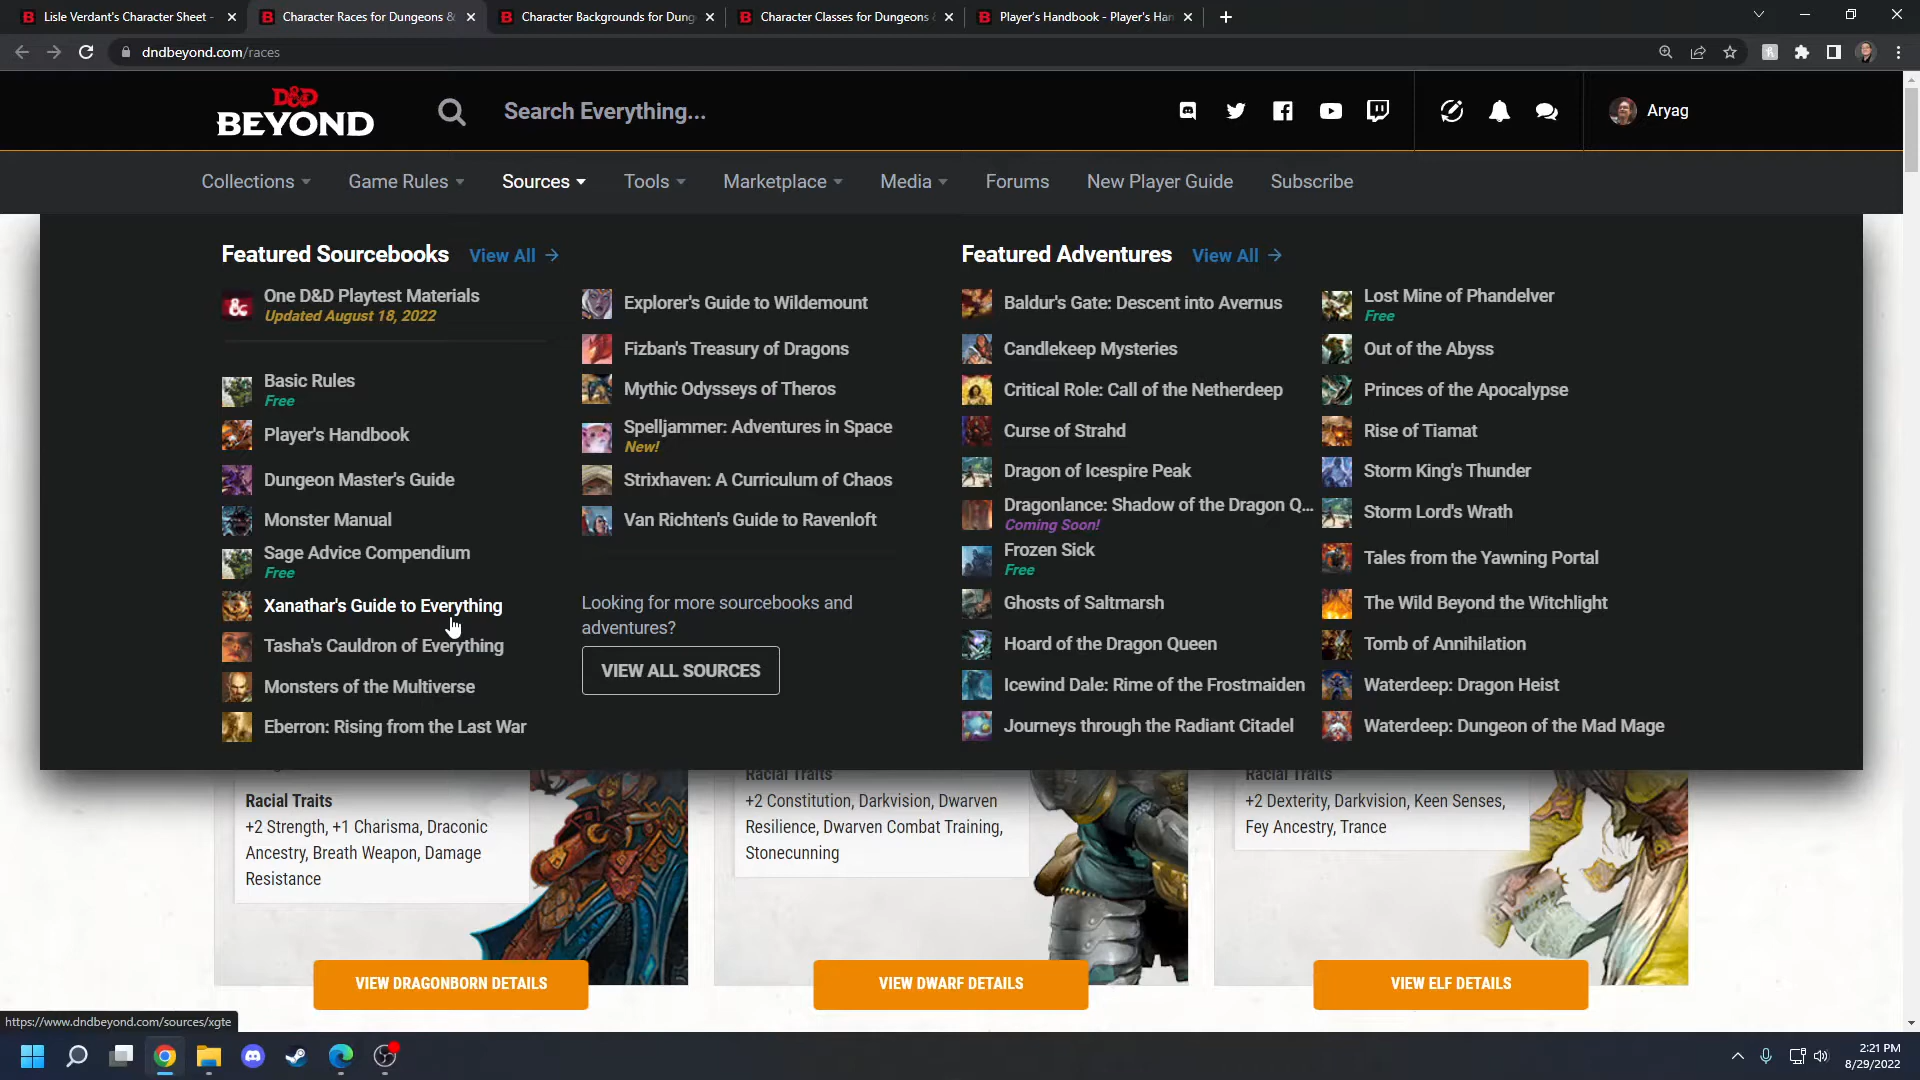 Lisle Verdant's Character Sheet -
Character Races for Dungeons &
Character Backgrounds for Dung
Character Classes for Dungeons &
Player's Handbook - Player's Han
dndbeyond.com/races
D&D
BEYOND
Search Everything...
Aryag
Collections
Game Rules
Sources
Tools
Marketplace
Media
Forums
New Player Guide
Subscribe
Featured Sourcebooks
View All →
One D&D Playtest Materials
Updated August 18, 2022
Basic Rules
Free
Player's Handbook
Dungeon Master's Guide
Monster Manual
Sage Advice Compendium
Free
Xanathar's Guide to Everything
Tasha's Cauldron of Everything
Monsters of the Multiverse
Eberron: Rising from the Last War
Explorer's Guide to Wildemount
Fizban's Treasury of Dragons
Mythic Odysseys of Theros
Spelljammer: Adventures in Space
New!
Strixhaven: A Curriculum of Chaos
Van Richten's Guide to Ravenloft
Looking for more sourcebooks and
adventures?
VIEW ALL SOURCES
Featured Adventures
View All →
Baldur's Gate: Descent into Avernus
Candlekeep Mysteries
Critical Role: Call of the Netherdeep
Curse of Strahd
Dragon of Icespire Peak
Dragonlance: Shadow of the Dragon Q...
Coming Soon!
Frozen Sick
Free
Ghosts of Saltmarsh
Hoard of the Dragon Queen
Icewind Dale: Rime of the Frostmaiden
Journeys through the Radiant Citadel
Lost Mine of Phandelver
Free
Out of the Abyss
Princes of the Apocalypse
Rise of Tiamat
Storm King's Thunder
Storm Lord's Wrath
Tales from the Yawning Portal
The Wild Beyond the Witchlight
Tomb of Annihilation
Waterdeep: Dragon Heist
Waterdeep: Dungeon of the Mad Mage
Racial Traits
+2 Strength, +1 Charisma, Draconic
Ancestry, Breath Weapon, Damage
Resistance
VIEW DRAGONBORN DETAILS
Racial Traits
+2 Constitution, Darkvision, Dwarven
Resilience, Dwarven Combat Training,
Stonecunning
VIEW DWARF DETAILS
Racial Traits
+2 Dexterity, Darkvision, Keen Senses,
Fey Ancestry, Trance
VIEW ELF DETAILS
https://www.dndbeyond.com/sources/xgte
2:21 PM
8/29/2022